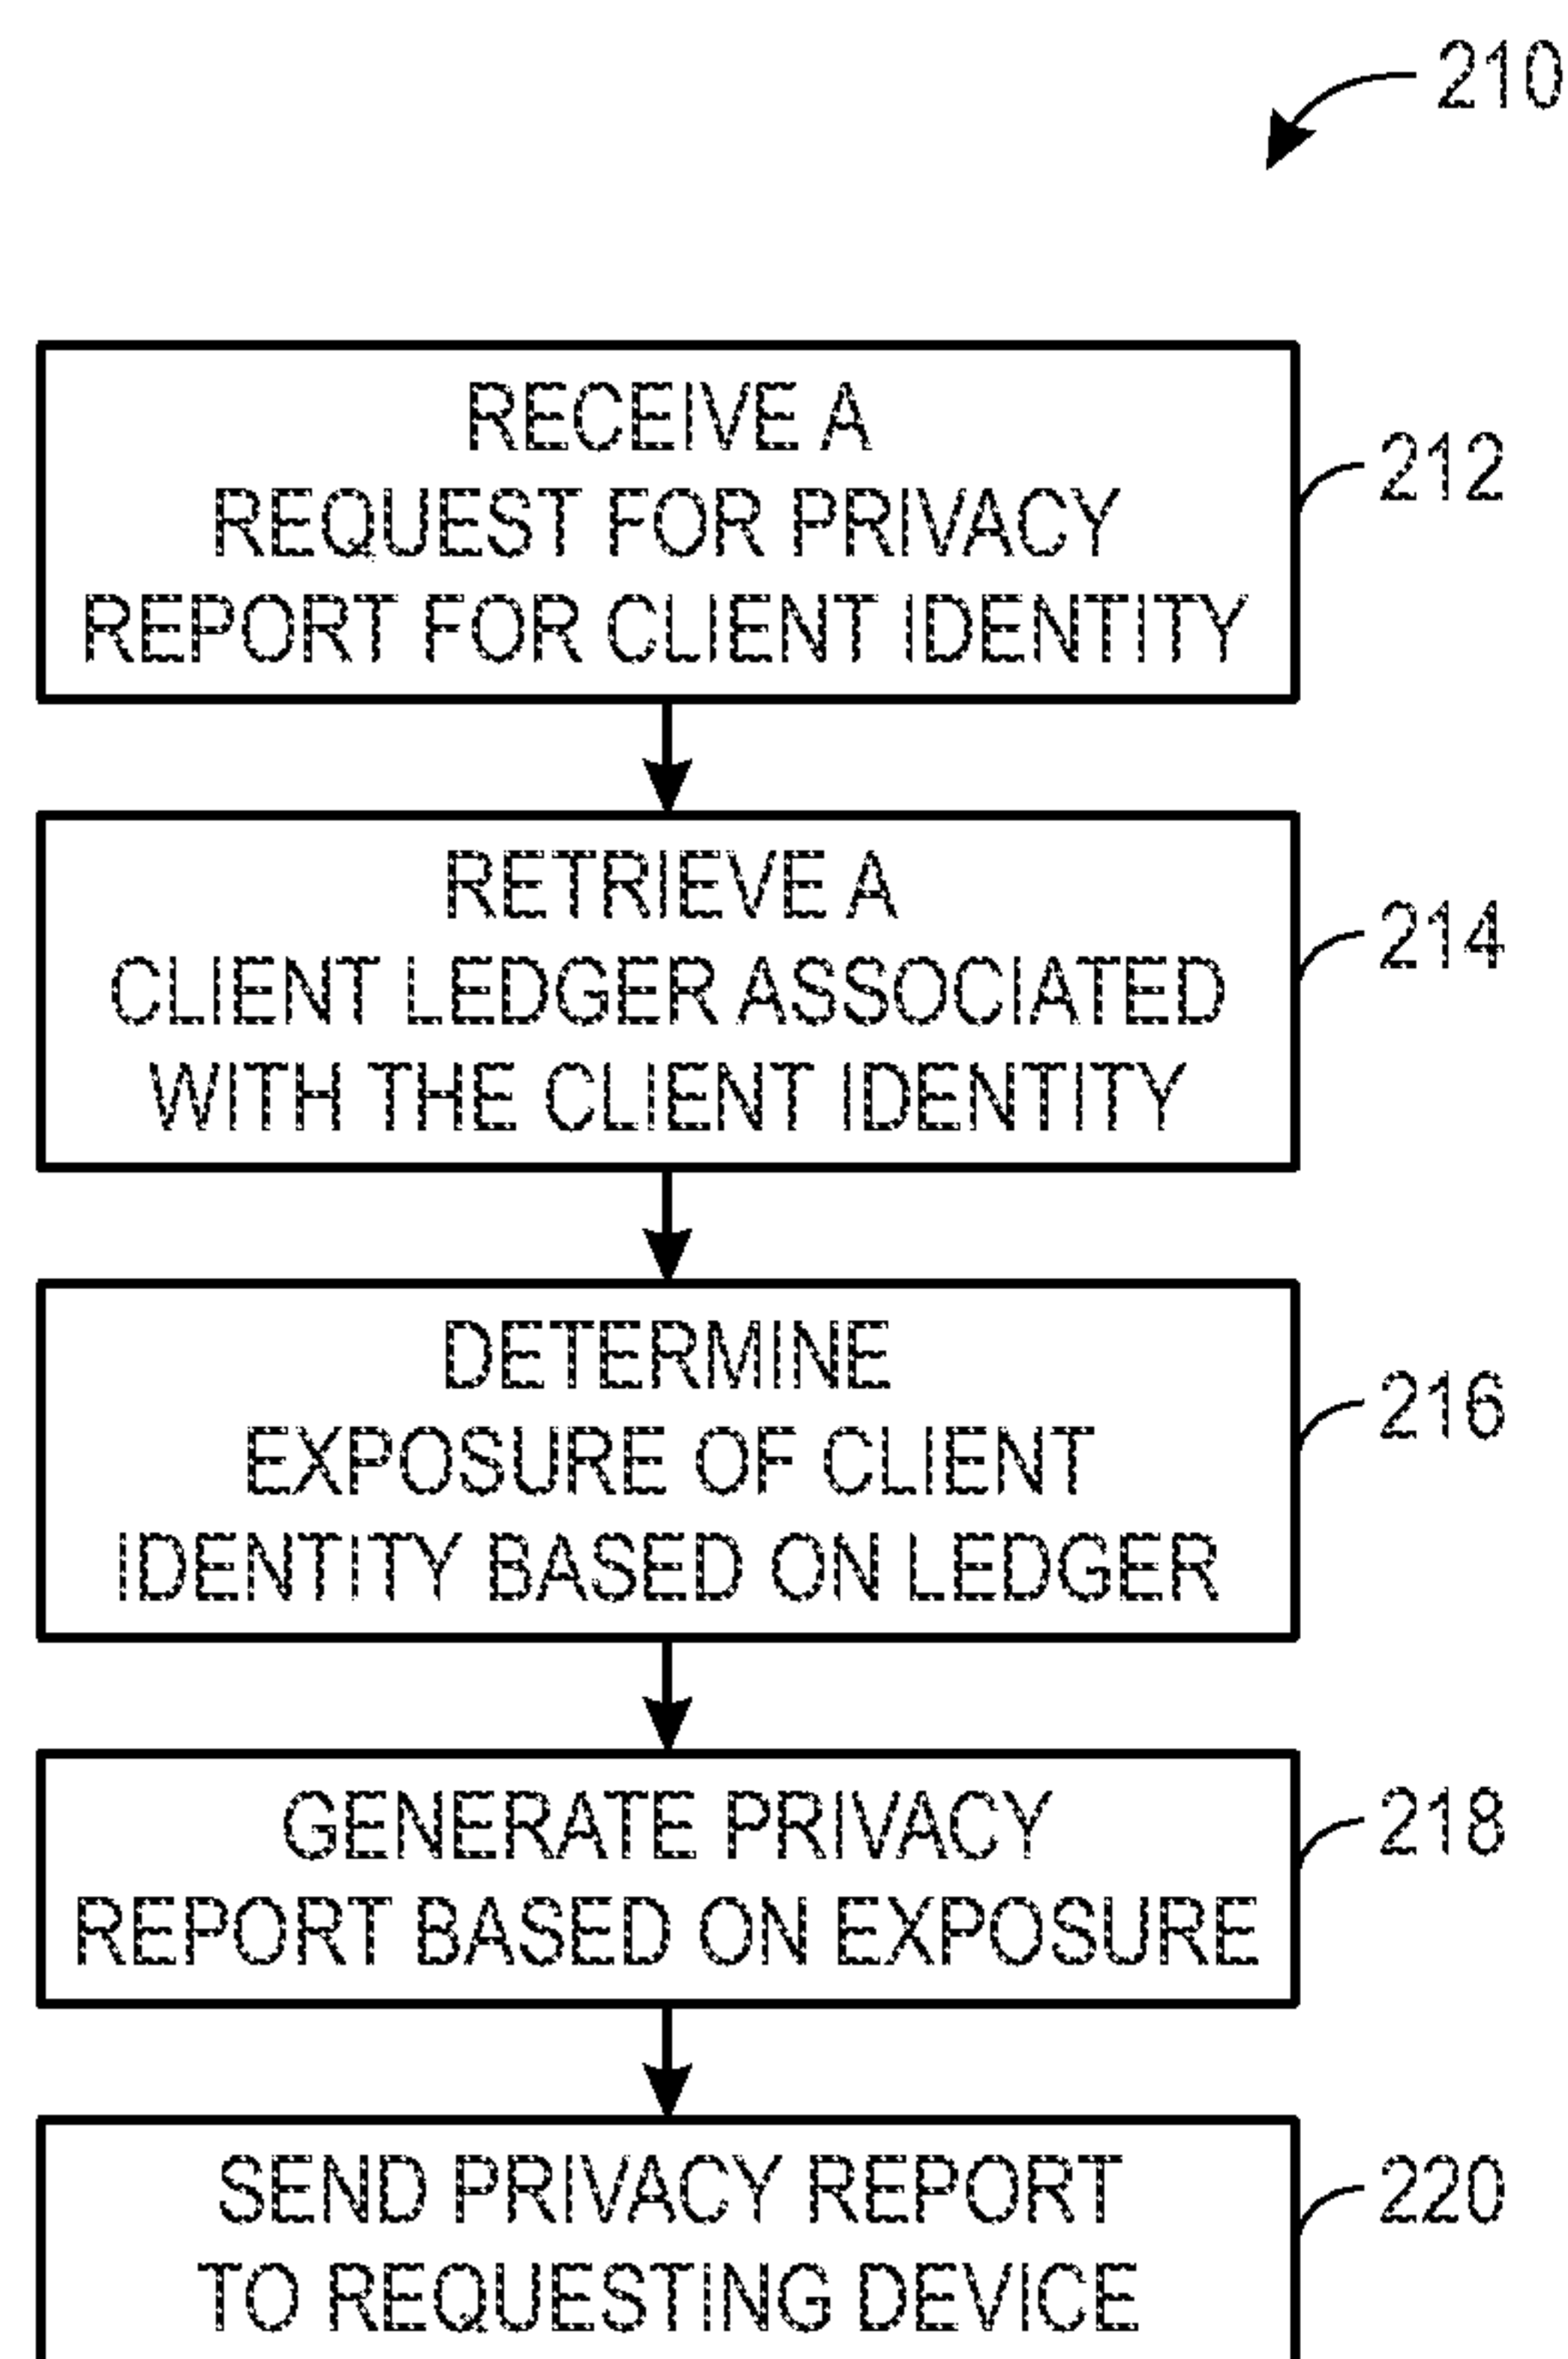 210
RECEIVE A
REQUEST FOR PRIVACY
REPORT FOR CLIENT IDENTITY
212
RETRIEVE A
CLIENT LEDGER ASSOCIATED
WITH THE CLIENT IDENTITY
214
DETERMINE
EXPOSURE OF CLIENT
IDENTITY BASED ON LEDGER
216
GENERATE PRIVACY
REPORT BASED ON EXPOSURE
218
SEND PRIVACY REPORT
TO REQUESTING DEVICE
220